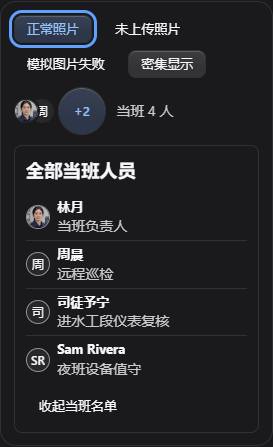 正常照片 未上传照片
模拟图片失败 密集显示
周 +2 当班 4 人
全部当班人员
林月
当班负责人
周 周晨
远程巡检
司 司徒予宁
进水工段仪表复核
SR Sam Rivera
夜班设备值守
收起当班名单